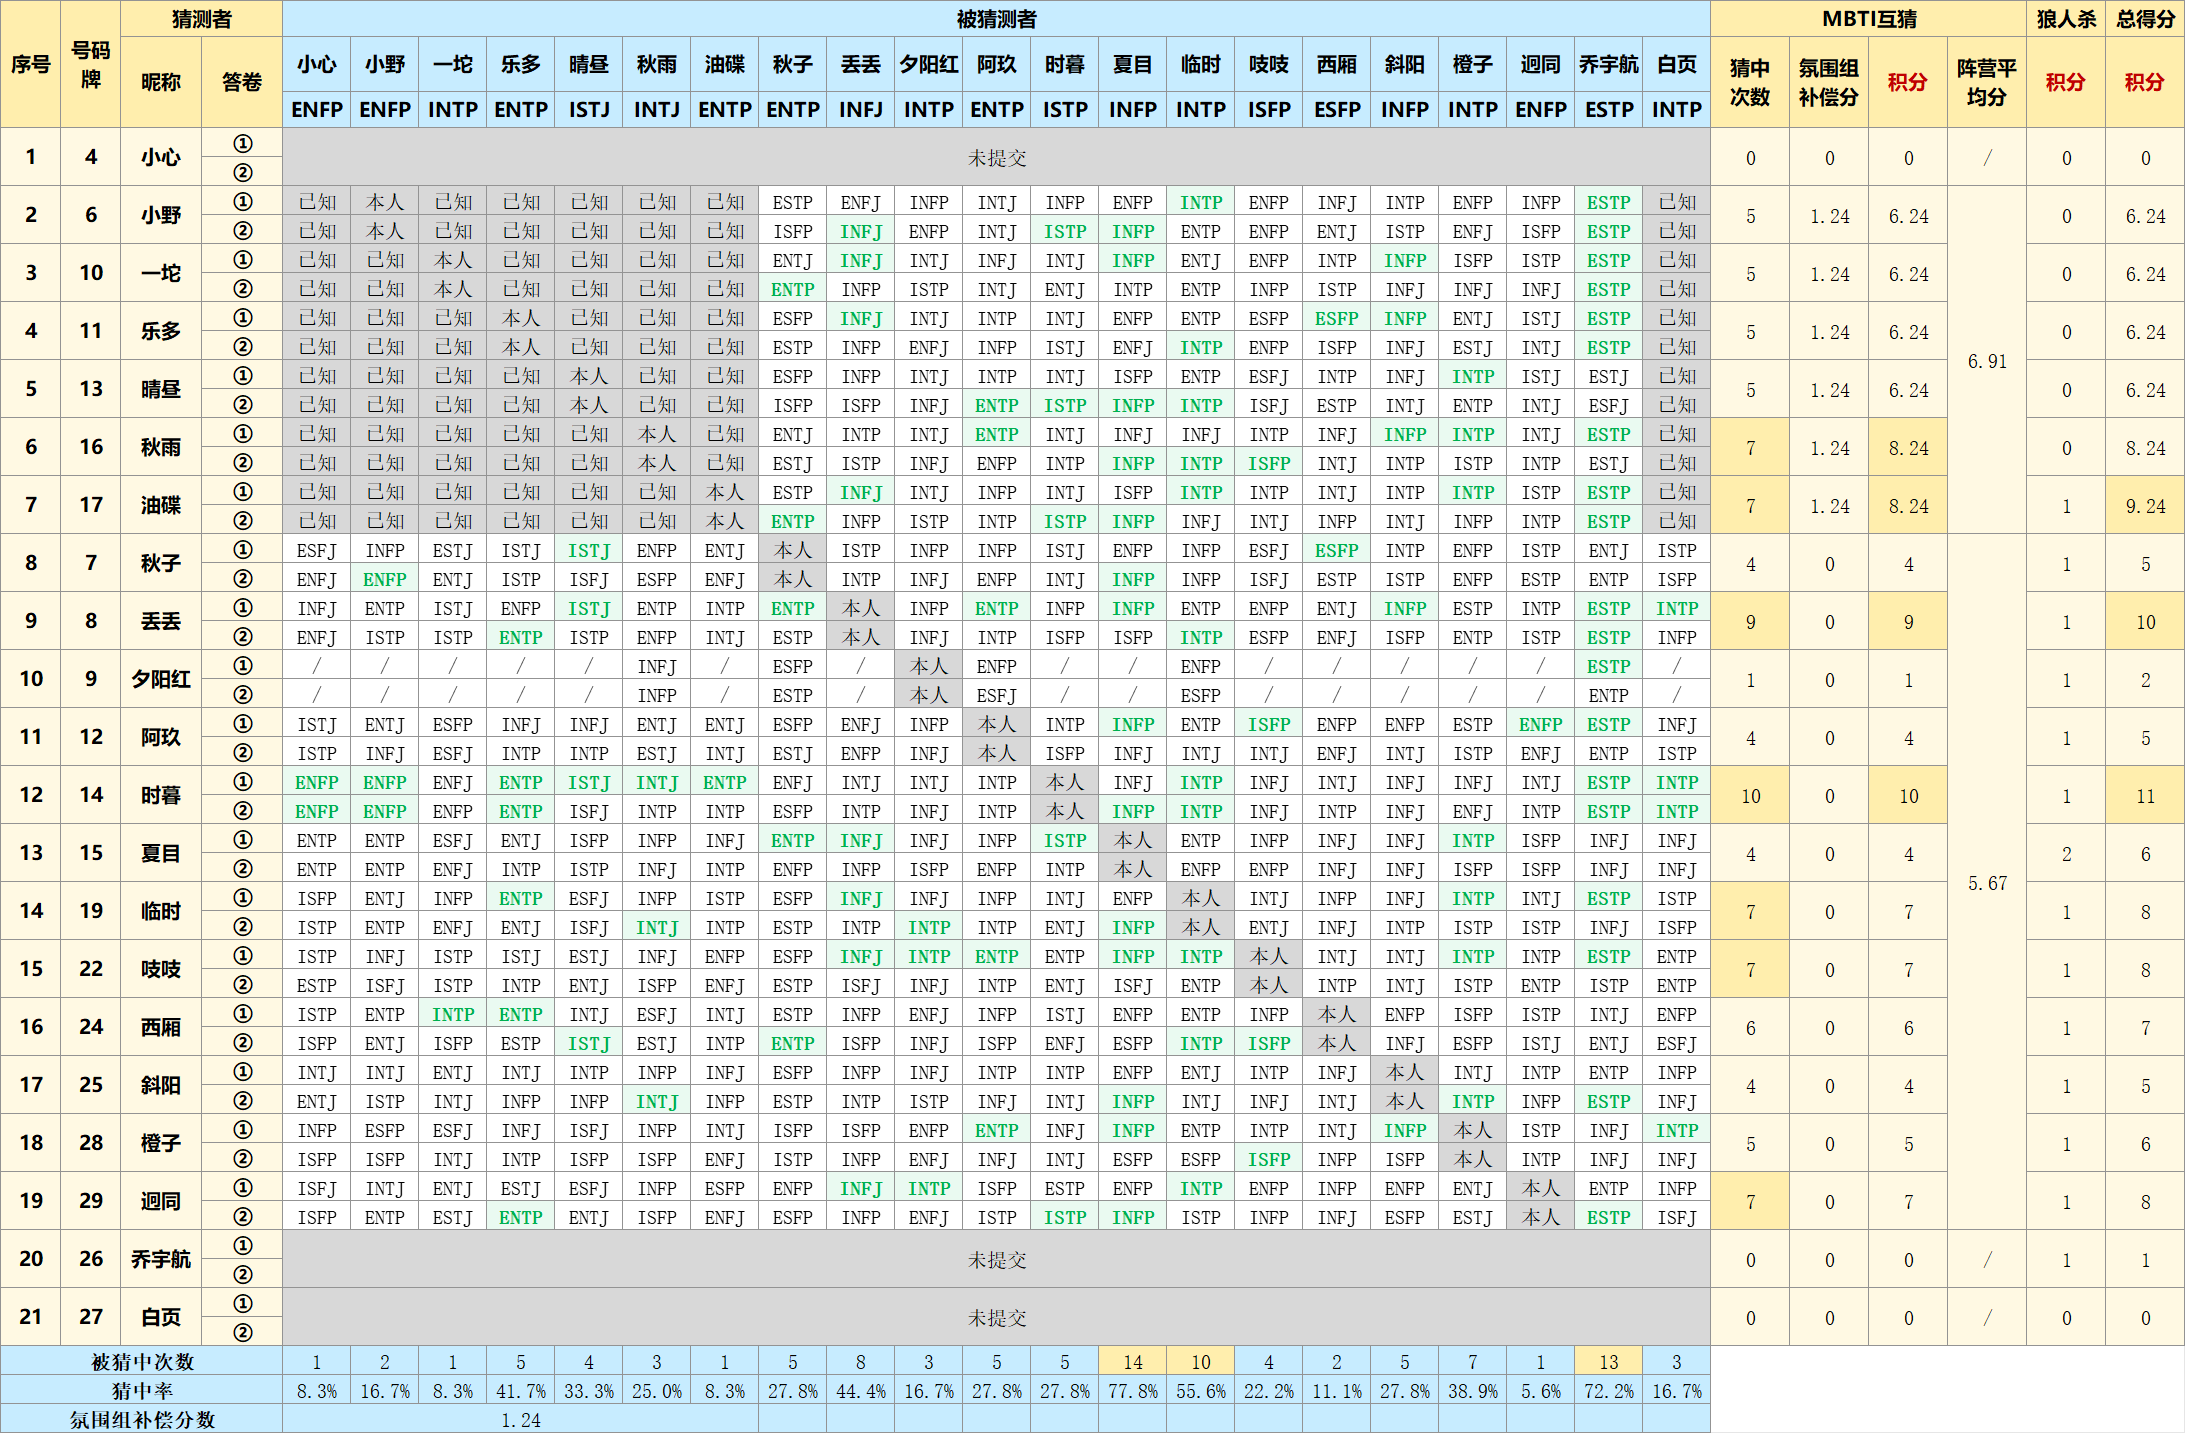 序号 号码牌 猜测者 被猜测者 MBTI互猜 狼人杀 总得分
昵称 答卷 小心 小野 一坨 乐多 晴昼 秋雨 油碟 秋子 丢丢 夕阳红 阿玖 时暮 夏目 临时 吱吱 西厢 斜阳 橙子 迥同 乔宇航 白页 猜中次数 氛围组补偿分 积分 阵营平均分 积分 积分
ENFP ENFP INTP ENTP ISTJ INTJ ENTP ENTP INFJ INTP ENTP ISTP INFP INTP ISFP ESFP INFP INTP ENFP ESTP INTP
1 4 小心 ① ② 未提交 0 0 0 / 0 0
2 6 小野 ① 已知 本人 已知 已知 已知 已知 已知 ESTP ENFJ INFP INTJ INFP ENFP INTP ENFP INFJ INTP ENFP INFP ESTP 已知 5 1.24 6.24 0 6.24
② 已知 本人 已知 已知 已知 已知 已知 ISFP INFJ ENFP INTJ ISTP INFP ENTP ENFP ENTJ ISTP ENFJ ISFP ESTP 已知
3 10 一坨 ① 已知 已知 本人 已知 已知 已知 已知 ENTJ INFJ INTJ INFJ INTJ INFP ENTJ ENFP INTP INFP ISFP ISTP ESTP 已知 5 1.24 6.24 0 6.24
② 已知 已知 本人 已知 已知 已知 已知 ENTP INFP ISTP INTJ ENTJ INTP ENTP INFP ISTP INFJ INFJ INFJ ESTP 已知
4 11 乐多 ① 已知 已知 已知 本人 已知 已知 已知 ESFP INFJ INTJ INTP INTJ ENFP ENTP ESFP ESFP INFP ENTJ ISTJ ESTP 已知 5 1.24 6.24 6.91 0 6.24
② 已知 已知 已知 本人 已知 已知 已知 ESTP INFP ENFJ INFP ISTJ ENFJ INTP ENFP ISFP INFJ ESTJ INTJ ESTP 已知
5 13 晴昼 ① 已知 已知 已知 已知 本人 已知 已知 ESFP INFP INTJ INTP INTJ ISFP ENTP ESFJ INTP INFJ INTP ISTJ ESTJ 已知 5 1.24 6.24 0 6.24
② 已知 已知 已知 已知 本人 已知 已知 ISFP ISFP INFJ ENTP ISTP INFP INTP ISFJ ESTP INTJ ENTP INTJ ESFJ 已知
6 16 秋雨 ① 已知 已知 已知 已知 已知 本人 已知 ENTJ INTP INTJ ENTP INTJ INFJ INFJ INTP INFJ INFP INTP INTJ ESTP 已知 7 1.24 8.24 0 8.24
② 已知 已知 已知 已知 已知 本人 已知 ESTJ ISTP INFJ ENFP INTP INFP INTP ISFP INTJ INTP ISTP INTP ESTJ 已知
7 17 油碟 ① 已知 已知 已知 已知 已知 已知 本人 ESTP INFJ INTJ INFP INTJ ISFP INTP INTP INTJ INTJ INTP ISTP ESTP 已知 7 1.24 8.24 1 9.24
② 已知 已知 已知 已知 已知 已知 本人 ENTP INFP ISTP INTP ISTP INFP INFJ INTJ INFP INTJ INFP INTP ESTP 已知
8 7 秋子 ① ESFJ INFP ESTJ ISTJ ISTJ ENFP ENTJ 本人 ISTP INFP INFP ISTJ ENFP INFP ESFJ ESFP INTP ENFP ISTP ENTJ ISTP 4 0 4 1 5
② ENFJ ENFP ENTJ ISTP ISFJ ESFP ENFJ 本人 INTP INFJ ENFP INTJ INFP INFP ISFJ ESTP ISTP ENFP ESTP ENTP ISFP
9 8 丢丢 ① INFJ ENTP ISTJ ENFP ISTJ ENTP INTP ENTP 本人 INFP ENTP INFP INFP ENTP ENFP ENTJ INFP ESTP INTP ESTP INTP 9 0 9 1 10
② ENFJ ISTP ISTP ENTP ISTP ENFP INTJ ESTP 本人 INFJ INTP ISFP ISFP INTP ESFP ENFJ ISFP ENTP ISTP ESTP INFP
10 9 夕阳红 ① / / / / / INFJ / ESFP / 本人 ENFP / / ENFP / / / / / ESTP / 1 0 1 1 2
② / / / / / INFP / ESTP / 本人 ESFJ / / ESFP / / / / / ENTP /
11 12 阿玖 ① ISTJ ENTJ ESFP INFJ INFJ ENTJ ENTJ ESFP ENFJ INFP 本人 INTP INFP ENTP ISFP ENFP ENFP ESTP ENFP ESTP INFJ 4 0 4 1 5
② ISTP INFJ ESFJ INTP INTP ESTJ INTJ ESTJ ENFP INFJ 本人 ISFP INFJ INTJ INTJ ENFJ INTJ ISTP ENFJ ENTP ISTP
12 14 时暮 ① ENFP ENFP ENFJ ENTP ISTJ INTJ ENTP ENFJ INTJ INTJ INTP 本人 INFJ INTP INFJ INTJ INFJ INFJ INTJ ESTP INTP 10 0 10 1 11
② ENFP ENFP ENFP ENTP ISFJ INTP INTP ESFP INTP INFJ INTP 本人 INFP INTP INFJ INTP INTJ ENFJ INTP ESTP INTP
13 15 夏目 ① ENTP ENTP ESFJ ENTJ ISFP INFP INFJ ENTP INFJ INFJ INFP ISTP 本人 ENTP INFP INFJ INFJ INTP ISFP INFJ INFJ 4 0 4 2 6
② ENTP ENTP ENFJ INTP ISTP INFJ INTP ENFP INFP ISFP ENFP INTP 本人 ENFP ENFP INFJ INFJ ISFP ISFP INFJ INFJ
14 19 临时 ① ISFP ENTJ INFP ENTP ESFJ INFP ISTP ESFP INFJ INFJ INFP INTJ ENFP 本人 INTJ INFP INFJ INTP INTJ ESTP ISTP 7 0 7 5.67 1 8
② ISTP ENTP ENFJ ENTJ ISFJ INTJ INTP ESTP INTP INTP INTP ENTJ INFP 本人 ENTJ INFJ INTP ISTP ISTP INFJ ISFP
15 22 吱吱 ① ISTP INFJ ISTP ISTJ ESTJ INFJ ENFP ESFP INFJ INTP ENTP ENTP INFP INTP 本人 INTJ INTJ INTP INTP ESTP ENTP 7 0 7 1 8
② ESTP ISFJ ISTP INTP ENTJ ISFP ENFJ ESTP ISFJ INFJ INTP ENTJ ISFJ ENTP 本人 INTP INTJ ISTP ENTP ISTP ENTP
16 24 西厢 ① ISTP ENTP INTP ENTP INTJ ESFJ INTJ ESTP INTP ENFJ INFP ISTJ ENFP ENTP INFP 本人 ENFP ISFP ISTP INTJ ENFP 6 0 6 1 7
② ISFP ENTJ ISFP ESTP ISTJ ESTJ INTP ENTP ISFP INFJ ISFP ENFJ ESFP INTP ISFP 本人 INFJ ESFP ISTJ ENTJ ESFJ
17 25 斜阳 ① INTJ INTJ ENTJ INTJ INTP INFP INFJ ESFP INFP INFJ INTP INTP ENFP ENTJ INTP INFJ 本人 INTJ INTP ENTP INFP 4 0 4 1 5
② ENTJ ISTP INTJ INFP INFP INTJ INFP ESTP INTP ISTP INFJ INTJ INFP INTJ INFJ INTJ 本人 INTP INFP ESTP INFJ
18 28 橙子 ① INFP ESFP ESFJ INFJ ISFJ INFP INTJ ISFP ISFP ENFP ENTP INFJ INFP ENTP INTP INTJ INFP 本人 ISTP INFJ INTP 5 0 5 1 6
② ISFP ISFP INTJ INTP ISFP ISFP ENFJ ISTP INFP ENFJ INFJ INTJ ESFP ESFP ISFP INFP ISFP 本人 INTP INFJ INFJ
19 29 迥同 ① ISFJ INTJ ENTJ ESTJ ESFJ INFP ESFP ENFP INFJ INTP ISFP ESTP ENFP INTP ENFP INFP ENFP ENTJ 本人 ENTP INFP 7 0 7 1 8
② ISFP ENTP ESTJ ENTP ENTJ ISFP ENFJ ESFP INFP ENFJ ISTP ISTP INFP ISTP INFP INFJ ESFP ESTJ 本人 ESTP ISFJ
20 26 乔宇航 ① ② 未提交 0 0 0 / 1 1
21 27 白页 ① ② 未提交 0 0 0 / 0 0
被猜中次数 1 2 1 5 4 3 1 5 8 3 5 5 14 10 4 2 5 7 1 13 3
猜中率 8.3% 16.7% 8.3% 41.7% 33.3% 25.0% 8.3% 27.8% 44.4% 16.7% 27.8% 27.8% 77.8% 55.6% 22.2% 11.1% 27.8% 38.9% 5.6% 72.2% 16.7%
氛围组补偿分数 1.24